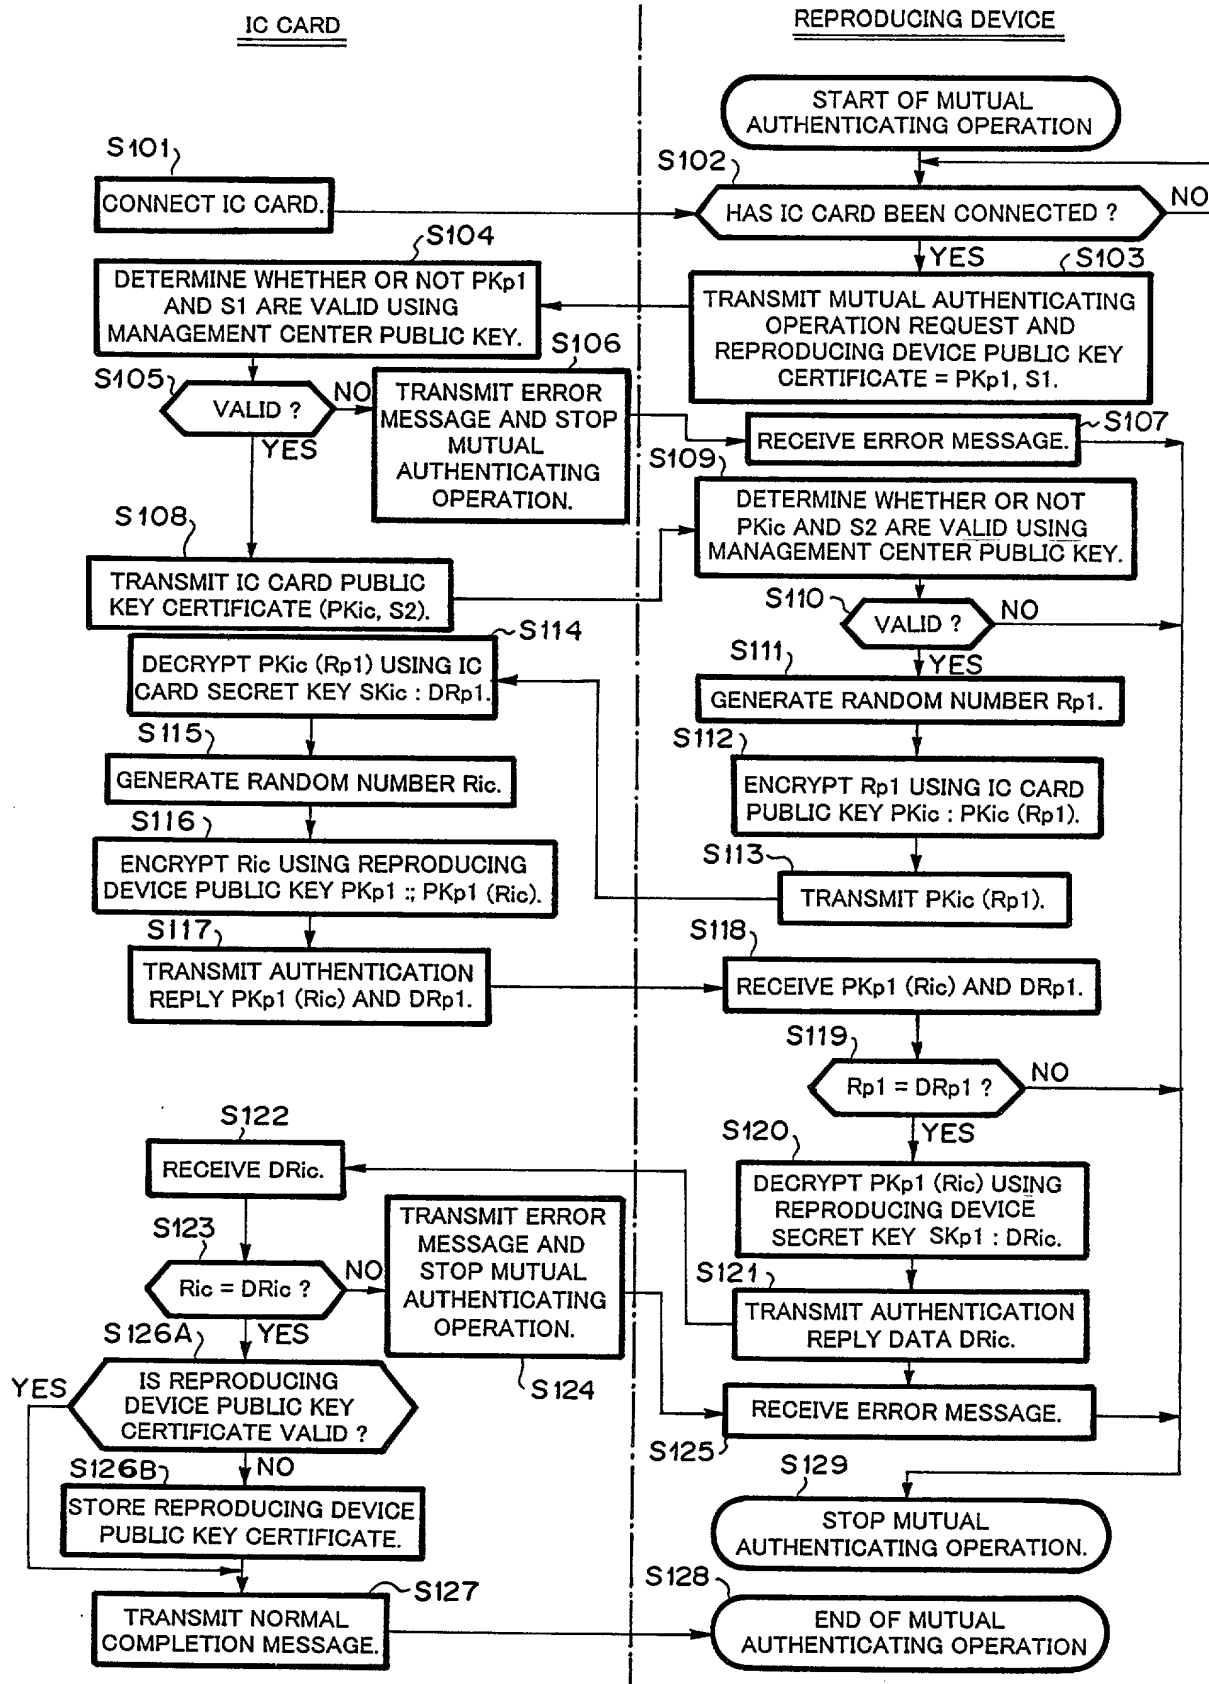 IC CARD
REPRODUCING DEVICE
START OF MUTUAL
AUTHENTICATING OPERATION
S101
CONNECT IC CARD.
S102
HAS IC CARD BEEN CONNECTED ?
NO
YES
S103
TRANSMIT MUTUAL AUTHENTICATING
OPERATION REQUEST AND
REPRODUCING DEVICE PUBLIC KEY
CERTIFICATE = PKp1, S1.
S104
DETERMINE WHETHER OR NOT PKp1
AND S1 ARE VALID USING
MANAGEMENT CENTER PUBLIC KEY.
S105
VALID ?
NO
YES
S106
TRANSMIT ERROR
MESSAGE AND STOP
MUTUAL
AUTHENTICATING
OPERATION.
S107
RECEIVE ERROR MESSAGE.
S108
TRANSMIT IC CARD PUBLIC
KEY CERTIFICATE (PKic, S2).
S109
DETERMINE WHETHER OR NOT
PKic AND S2 ARE VALID USING
MANAGEMENT CENTER PUBLIC KEY.
S110
VALID ?
NO
YES
S111
GENERATE RANDOM NUMBER Rp1.
S112
ENCRYPT Rp1 USING IC CARD
PUBLIC KEY PKic : PKic (Rp1).
S113
TRANSMIT PKic (Rp1).
S114
DECRYPT PKic (Rp1) USING IC
CARD SECRET KEY SKic : DRp1.
S115
GENERATE RANDOM NUMBER Ric.
S116
ENCRYPT Ric USING REPRODUCING
DEVICE PUBLIC KEY PKp1 :; PKp1 (Ric).
S117
TRANSMIT AUTHENTICATION
REPLY PKp1 (Ric) AND DRp1.
S118
RECEIVE PKp1 (Ric) AND DRp1.
S119
Rp1 = DRp1 ?
NO
YES
S120
DECRYPT PKp1 (Ric) USING
REPRODUCING DEVICE
SECRET KEY SKp1 : DRic.
S121
TRANSMIT AUTHENTICATION
REPLY DATA DRic.
S122
RECEIVE DRic.
S123
Ric = DRic ?
NO
YES
TRANSMIT ERROR
MESSAGE AND
STOP MUTUAL
AUTHENTICATING
OPERATION.
S124
RECEIVE ERROR MESSAGE.
S125
S126A
IS REPRODUCING
DEVICE PUBLIC KEY
CERTIFICATE VALID ?
YES
NO
S126B
STORE REPRODUCING DEVICE
PUBLIC KEY CERTIFICATE.
S127
TRANSMIT NORMAL
COMPLETION MESSAGE.
S129
STOP MUTUAL
AUTHENTICATING OPERATION.
S128
END OF MUTUAL
AUTHENTICATING OPERATION